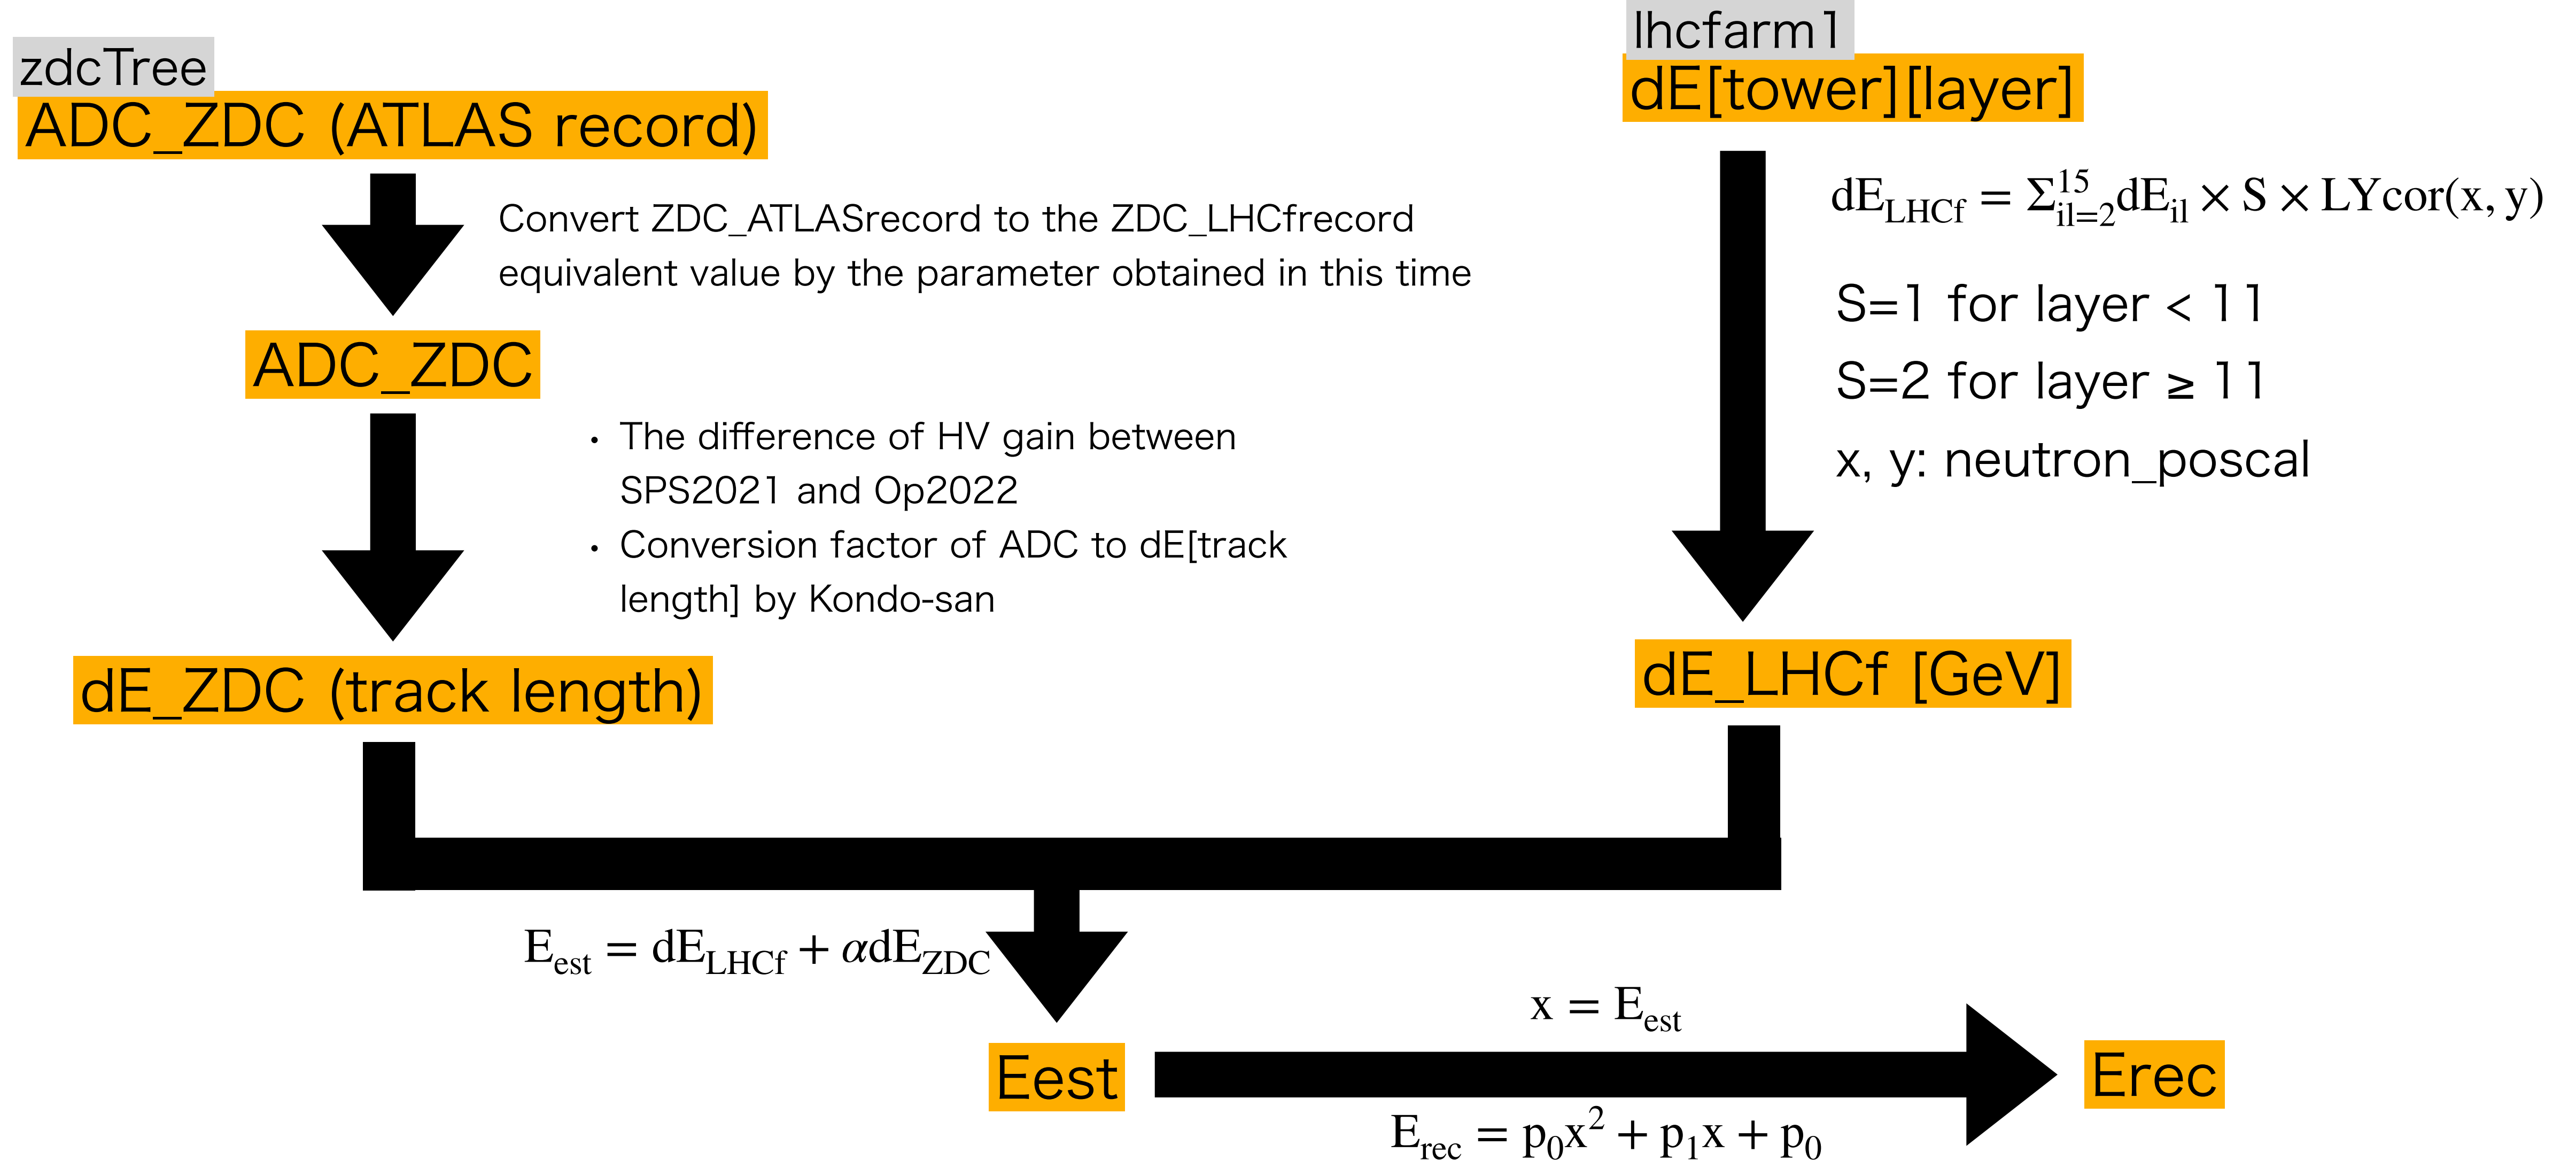 zdcTree
ADC_ZDC (ATLAS record)
Convert ZDC_ATLASrecord to the ZDC_LHCfrecord
equivalent value by the parameter obtained in this time
ADC_ZDC
• The difference of HV gain between
SPS2021 and Op2022
• Conversion factor of ADC to dE[track
length] by Kondo-san
dE_ZDC (track length)
lhcfarm1
dE[tower][layer]
dE_LHCf = Σ_{il=2}^{15} dE_il × S × LYcor(x, y)
S=1 for layer < 11
S=2 for layer ≥ 11
x, y: neutron_poscal
dE_LHCf [GeV]
E_est = dE_LHCf + αdE_ZDC
Eest
x = E_est
E_rec = p_0x^2 + p_1x + p_0
Erec